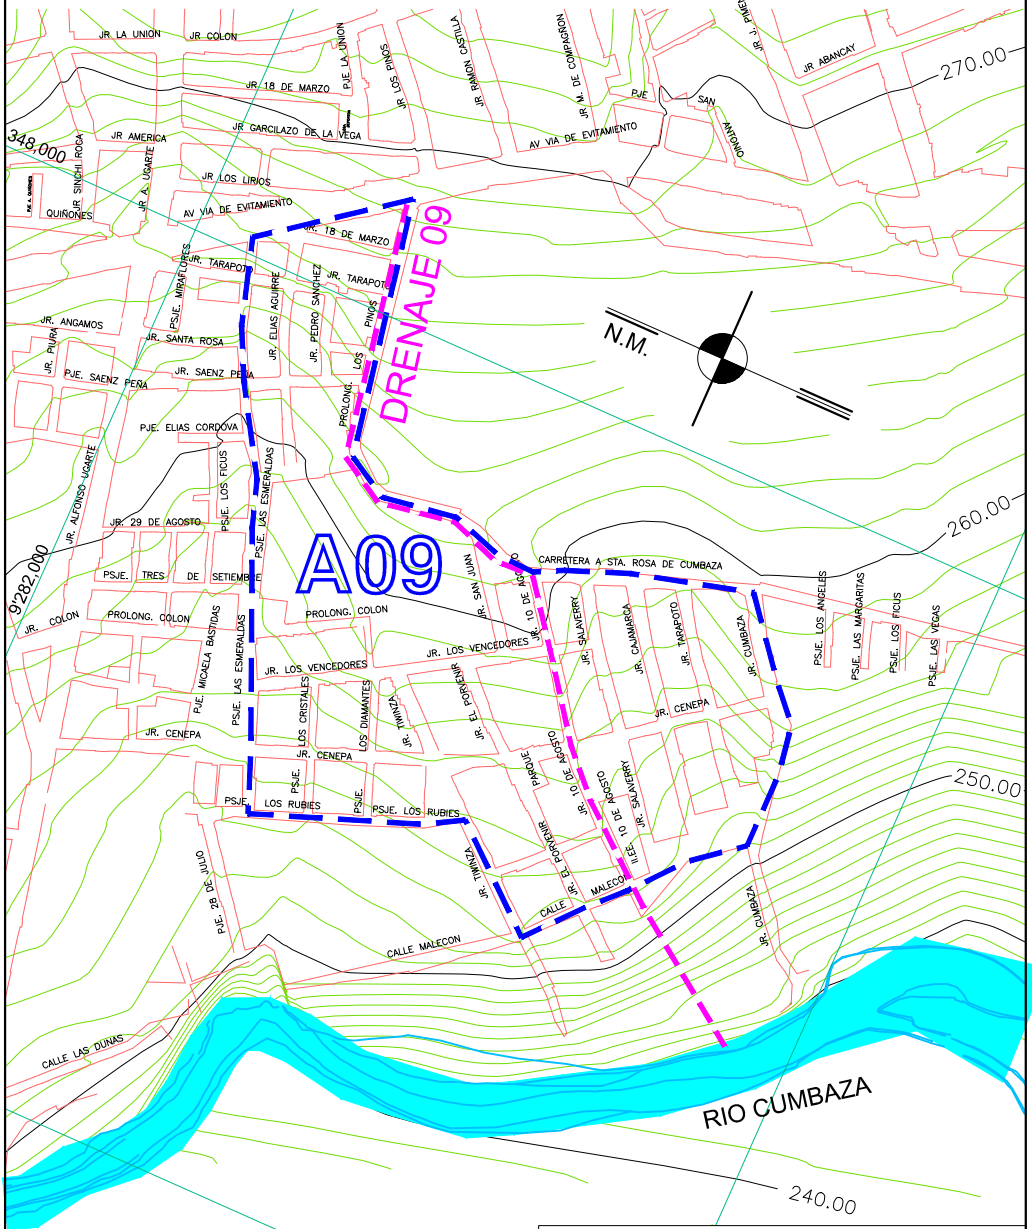 JR LA UNION
JR COLON
PJE LA UNION
JR LOS PINOS
JR RAMON CASTILLA
JR M. DE COMPAGNON
JR ABANCAY
270.00
JR 18 DE MARZO
PJE SAN ANTONIO
348,000
JR SINCHI ROCA
JR AMERICA
JR A. UGARTE
JR GARCILAZO DE LA VEGA
AV VIA DE EVITAMIENTO
JR LOS LIRIOS
QUIÑONES
AV VIA DE EVITAMIENTO
JR. 18 DE MARZO
DRENAJE 09
PSJE. MIRAFLORES
JR. TARAPOTO
JR. ELIAS AGUIRRE
JR. PEDRO SANCHEZ
JR. TARAPOTO
PROLONG. LOS PINOS
N.M.
JR. ANGAMOS
JR. PIURA
JR. SANTA ROSA
PJE. SAENZ PEÑA
JR. SAENZ PEÑA
PJE. ELIAS CORDOVA
JR. ALFONSO UGARTE
PSJE. LOS FICUS
PSJE. LAS ESMERALDAS
JR. 29 DE AGOSTO
260.00
A09
9'282,000
PSJE. TRES DE SETIEMBRE
JR. SAN JUAN
JR. 10 DE AGOSTO
CARRETERA A STA. ROSA DE CUMBAZA
JR. COLON
PROLONG. COLON
PJE. MICAELA BASTIDAS
PSJE. LAS ESMERALDAS
PROLONG. COLON
JR. LOS VENCEDORES
JR. LOS VENCEDORES
JR. SALAVERRY
JR. CAJAMARCA
JR. TARAPOTO
JR. CUMBAZA
PSJE. LOS ANGELES
PSJE. LAS MARGARITAS
PSJE. LOS FICUS
PSJE. LAS VEGAS
JR. CENEPA
PSJE. LOS CRISTALES
PSJE. LOS DIAMANTES
JR. TIWINZA
JR. EL PORVENIR
JR. CENEPA
JR. CENEPA
PARQUE
JR. 10 DE AGOSTO
II.EE. 10 DE AGOSTO
JR. SALAVERRY
250.00
PSJE. LOS RUBIES
PSJE. LOS RUBIES
PJE. 28 DE JULIO
JR. TIWINZA
JR. EL PORVENIR
CALLE MALECON
JR. CUMBAZA
CALLE MALECON
CALLE LAS DUNAS
RIO CUMBAZA
240.00